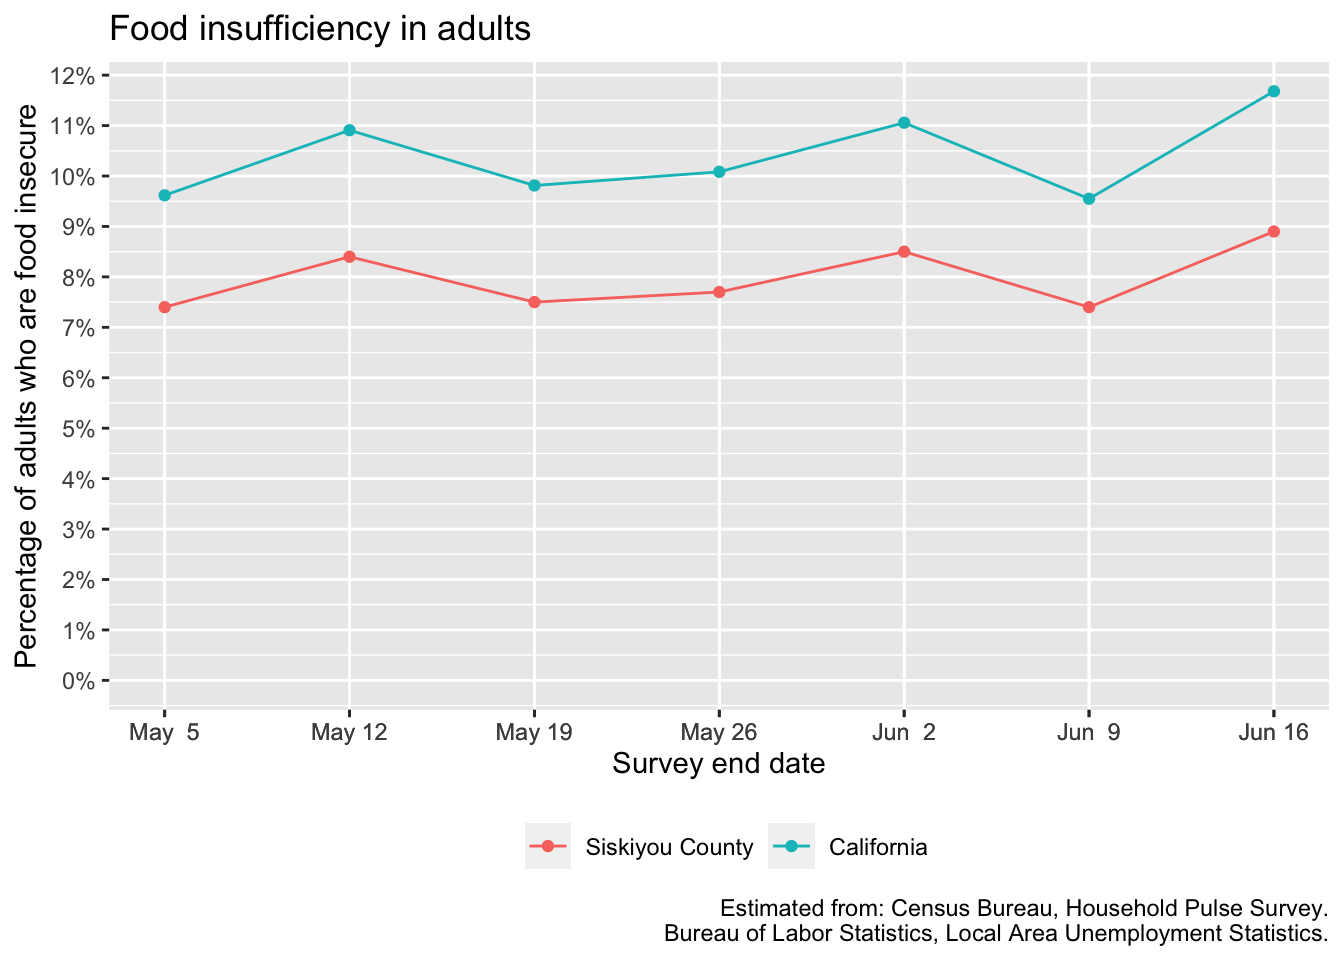 Food insufficiency in adults
Percentage of adults who are food insecure
12%
11%
10%
9%
8%
7%
6%
5%
4%
3%
2%
1%
0%
May  5 May 12 May 19 May 26 Jun  2 Jun  9 Jun 16
Survey end date
Siskiyou County California
Estimated from: Census Bureau, Household Pulse Survey.
Bureau of Labor Statistics, Local Area Unemployment Statistics.